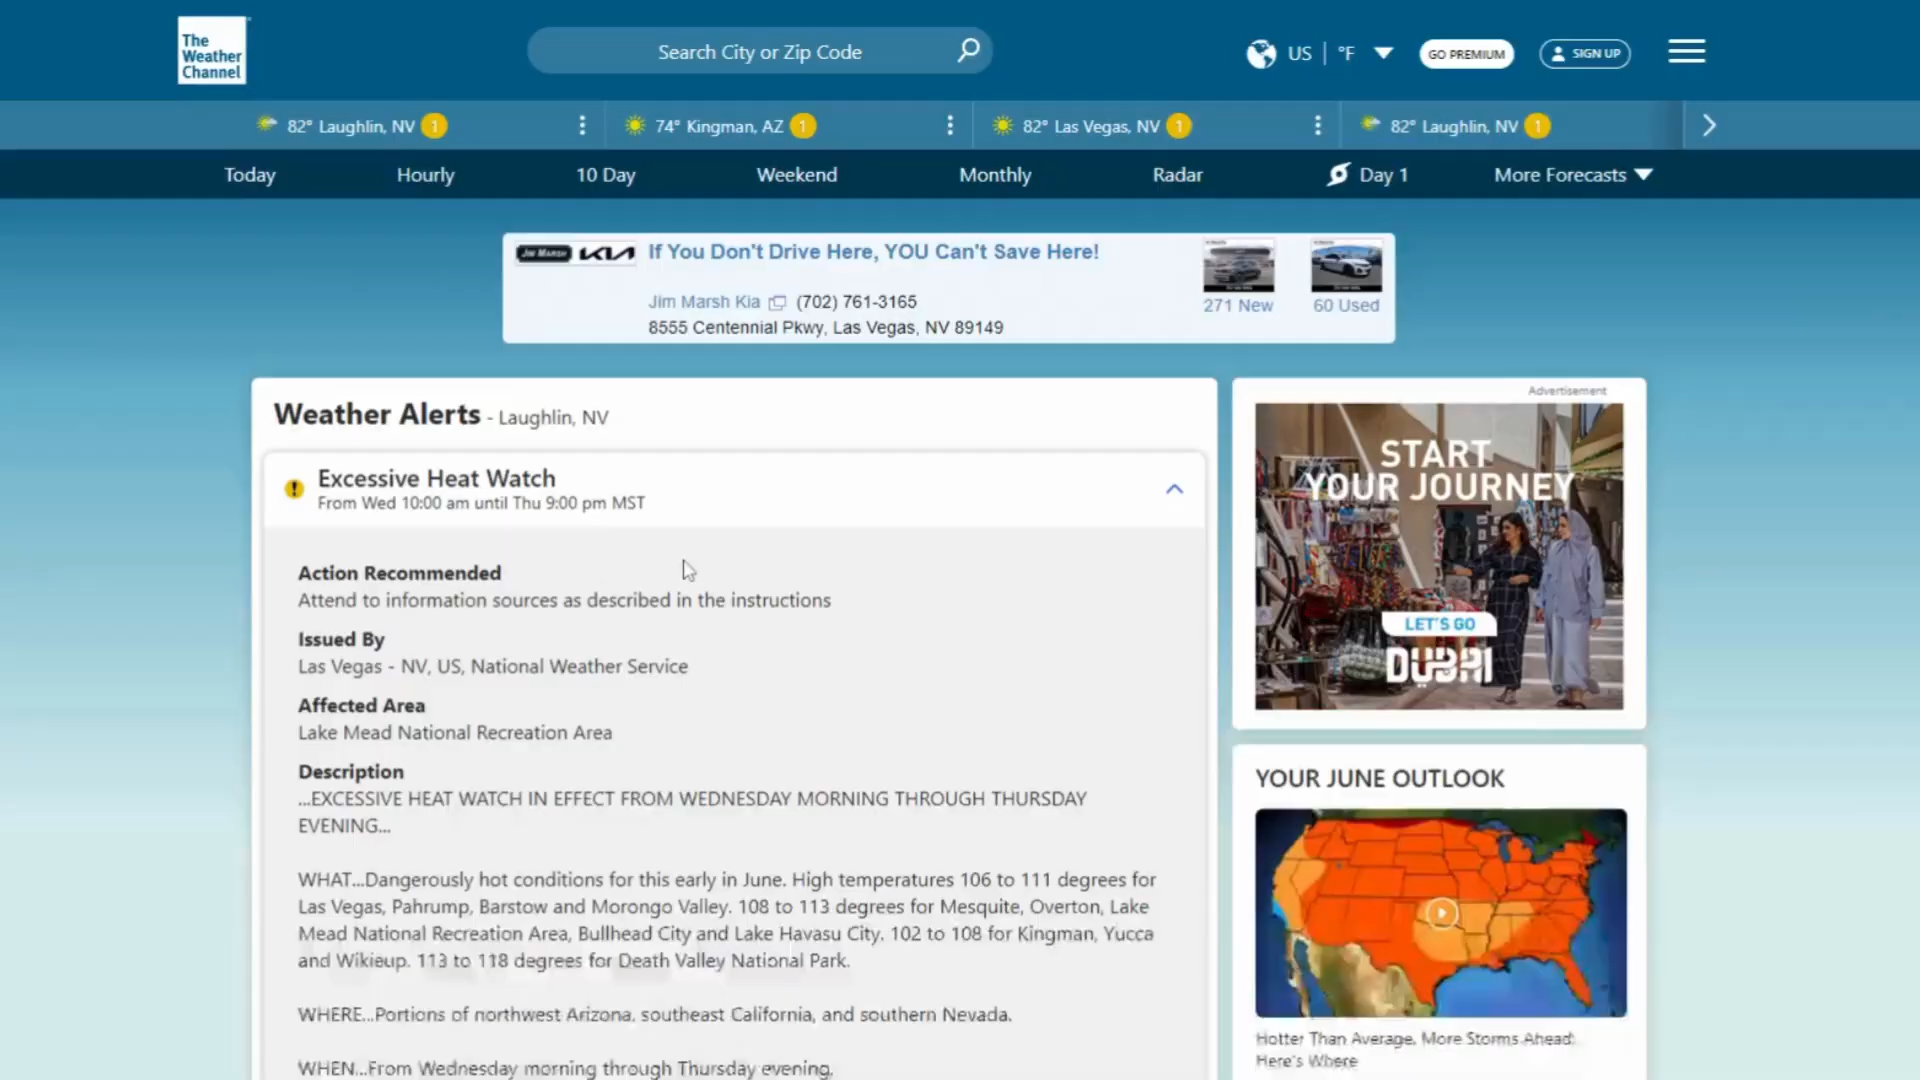 The
Weather
Channel
Search City or Zip Code
US
°F
GO PREMIUM
SIGN UP
82° Laughlin, NV 1
74° Kingman, AZ 1
82° Las Vegas, NV 1
82° Laughlin, NV 1
Today
Hourly
10 Day
Weekend
Monthly
Radar
Day 1
More Forecasts
JIM MARSH KIA
If You Don't Drive Here, YOU Can't Save Here!
Jim Marsh Kia (702) 761-3165
8555 Centennial Pkwy, Las Vegas, NV 89149
271 New
60 Used
Weather Alerts - Laughlin, NV
Excessive Heat Watch
From Wed 10:00 am until Thu 9:00 pm MST
Action Recommended
Attend to information sources as described in the instructions
Issued By
Las Vegas - NV, US, National Weather Service
Affected Area
Lake Mead National Recreation Area
Description
...EXCESSIVE HEAT WATCH IN EFFECT FROM WEDNESDAY MORNING THROUGH THURSDAY
EVENING...
WHAT...Dangerously hot conditions for this early in June. High temperatures 106 to 111 degrees for
Las Vegas, Pahrump, Barstow and Morongo Valley. 108 to 113 degrees for Mesquite, Overton, Lake
Mead National Recreation Area, Bullhead City and Lake Havasu City. 102 to 108 for Kingman, Yucca
and Wikieup. 113 to 118 degrees for Death Valley National Park.
WHERE...Portions of northwest Arizona, southeast California, and southern Nevada.
WHEN...From Wednesday morning through Thursday evening.
Advertisement
START
YOUR JOURNEY
LET'S GO
DUBAI
YOUR JUNE OUTLOOK
Hotter Than Average, More Storms Ahead:
Here's Where